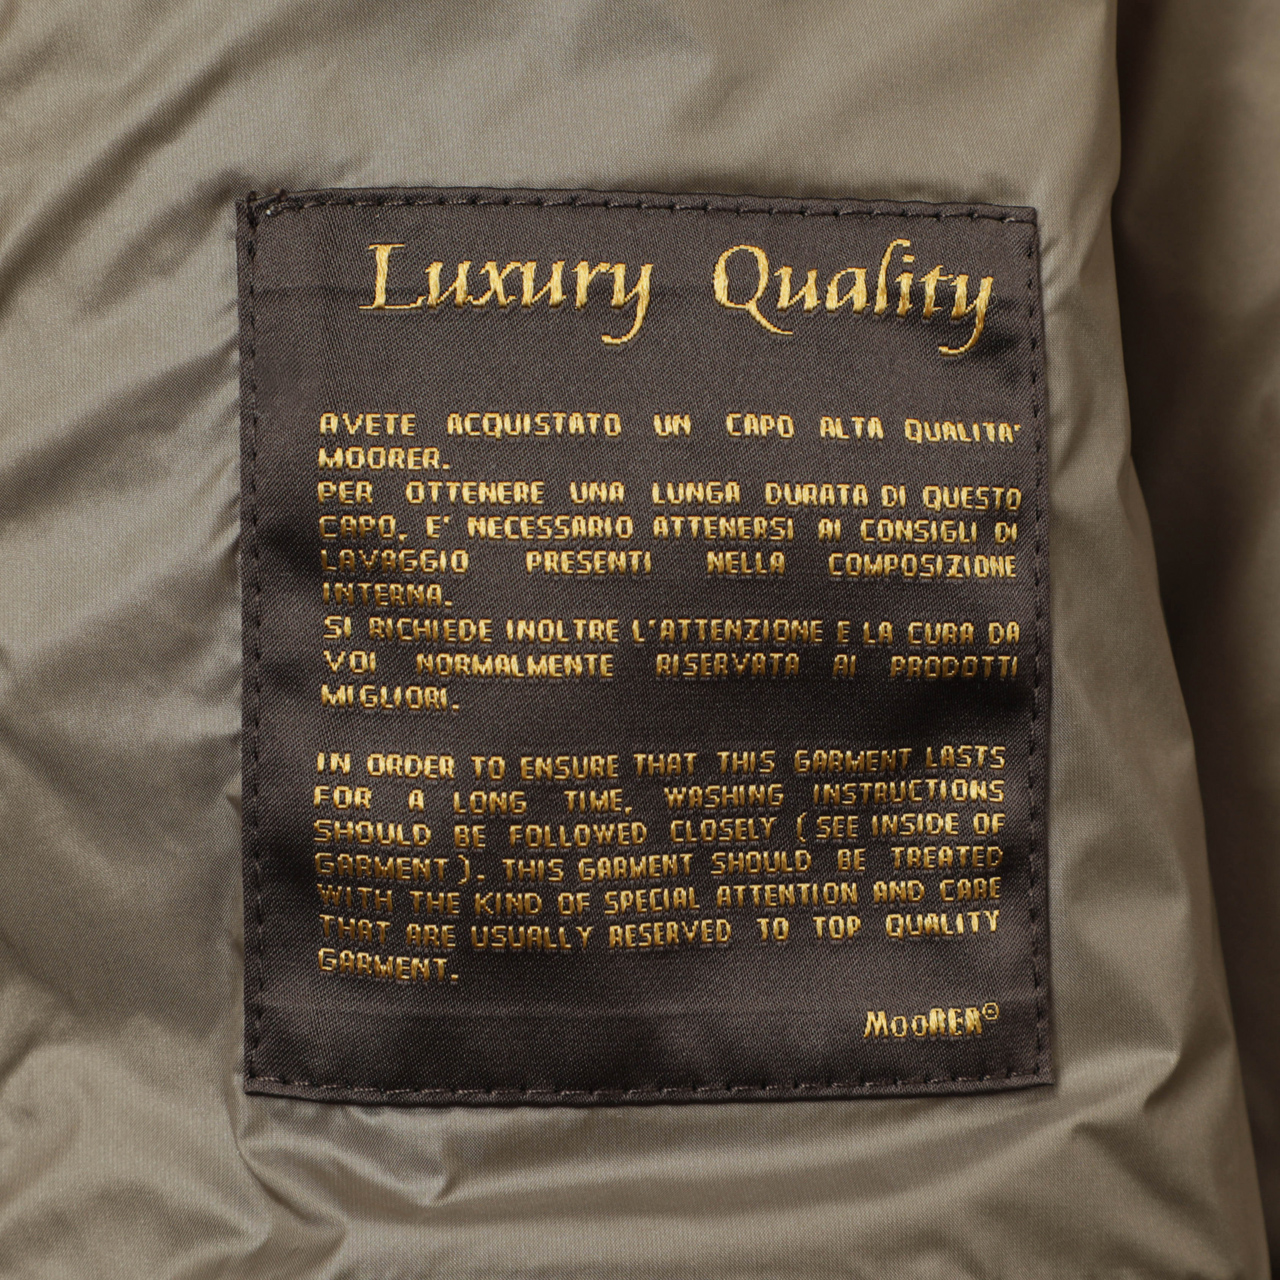 Luxury Quality
AVETE ACQUISTATO UN CAPO ALTA QUALITA'
MOORER.
PER OTTENERE UNA LUNGA DURATA DI QUESTO
CAPO, E' NECESSARIO ATTENERSI AI CONSIGLI DI
LAVAGGIO PRESENTI NELLA COMPOSIZIONE
INTERNA.
SI RICHIEDE INOLTRE L'ATTENZIONE E LA CURA DA
VOI NORMALMENTE RISERVATA AI PRODOTTI
MIGLIORI.
IN ORDER TO ENSURE THAT THIS GARMENT LASTS
FOR A LONG TIME, WASHING INSTRUCTIONS
SHOULD BE FOLLOWED CLOSELY (SEE INSIDE OF
GARMENT). THIS GARMENT SHOULD BE TREATED
WITH THE KIND OF SPECIAL ATTENTION AND CARE
THAT ARE USUALLY RESERVED TO TOP QUALITY
GARMENT.
MooRER®